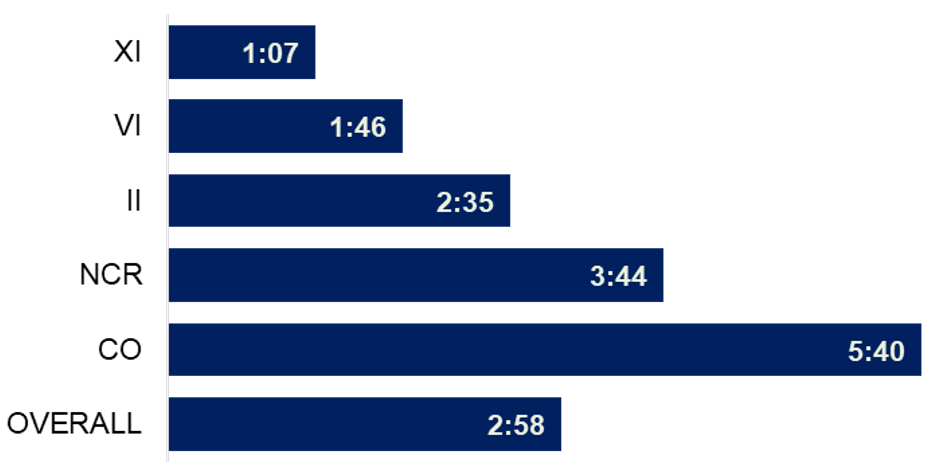 XI 1:07
VI 1:46
II 2:35
NCR 3:44
CO 5:40
OVERALL 2:58